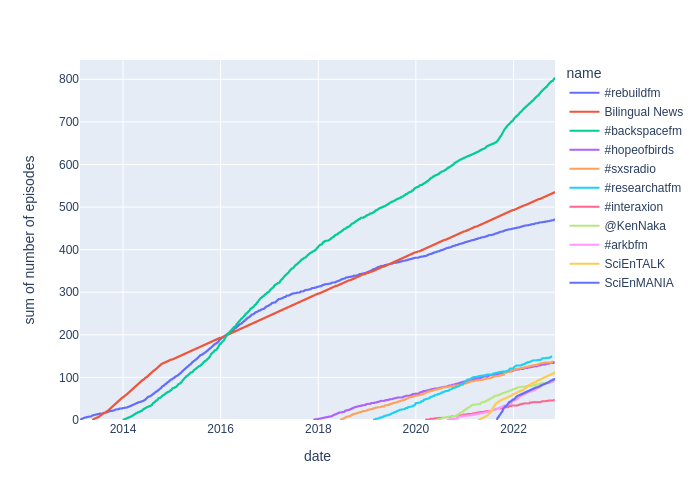 name
#rebuildfm
Bilingual News
#backspacefm
#hopeofbirds
#sxsradio
#researchatfm
#interaxion
@KenNaka
#arkbfm
SciEnTALK
SciEnMANIA
sum of number of episodes
800
700
600
500
400
300
200
100
0
2014 2016 2018 2020 2022
date